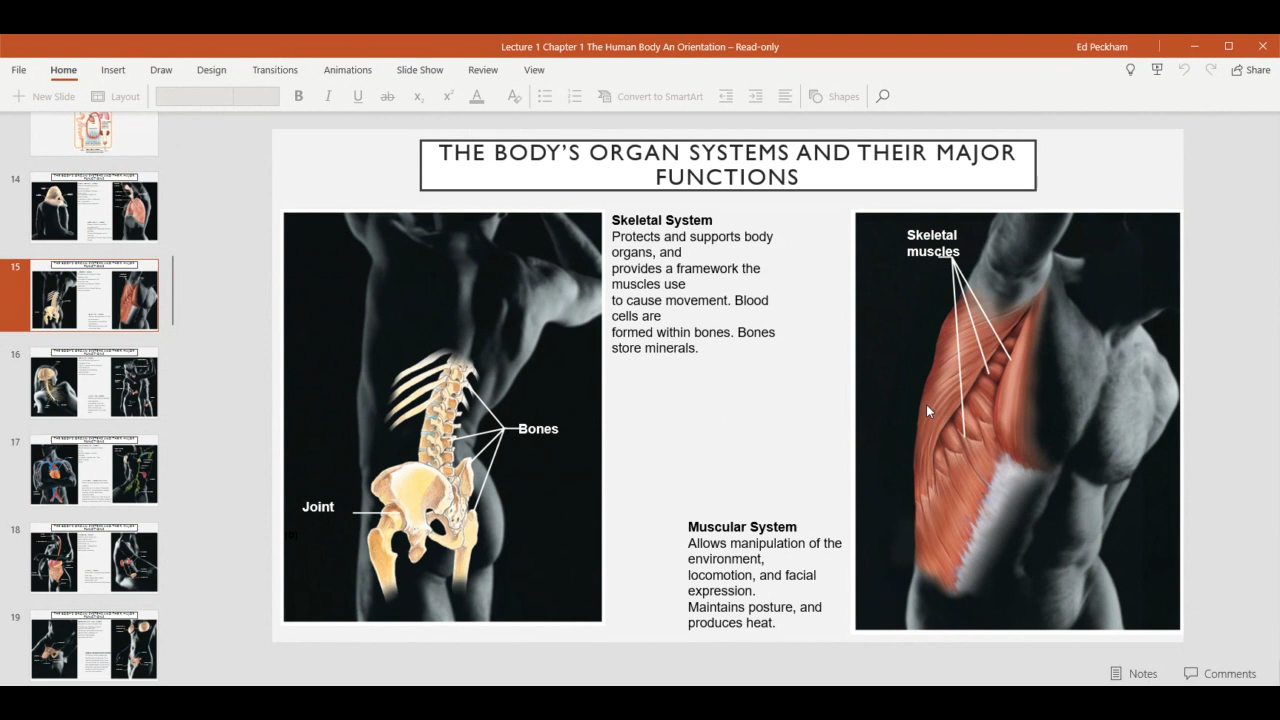 Lecture 1 Chapter 1 The Human Body An Orientation – Read-only
Ed Peckham
File Home Insert Draw Design Transitions Animations Slide Show Review View
Share
New Slide Layout
B I U ab x₂ x² A
Convert to SmartArt
Shapes
14
15
16
17
18
19
THE BODY'S ORGAN SYSTEMS AND THEIR MAJOR
FUNCTIONS
Skeletal System
Protects and supports body
organs, and
provides a framework the
muscles use
to cause movement. Blood
cells are
formed within bones. Bones
store minerals.
Bones
Joint
Skeletal
muscles
Muscular System
Allows manipulation of the
environment,
locomotion, and facial
expression.
Maintains posture, and
produces heat.
Notes Comments